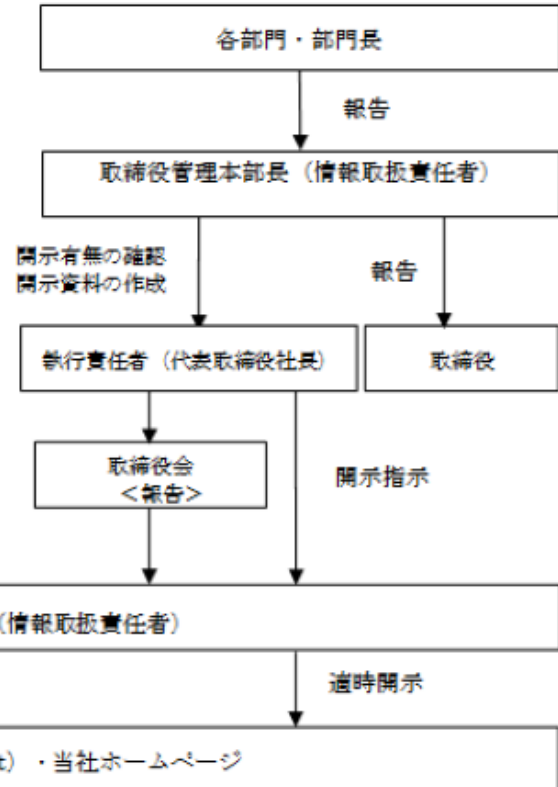 各部門・部門長
報告
取締役管理本部長（情報取扱責任者）
開示有無の確認
開示資料の作成
報告
執行責任者（代表取締役社長）
取締役
取締役会
＜報告＞
開示指示
（情報取扱責任者）
適時開示
t）・当社ホームページ